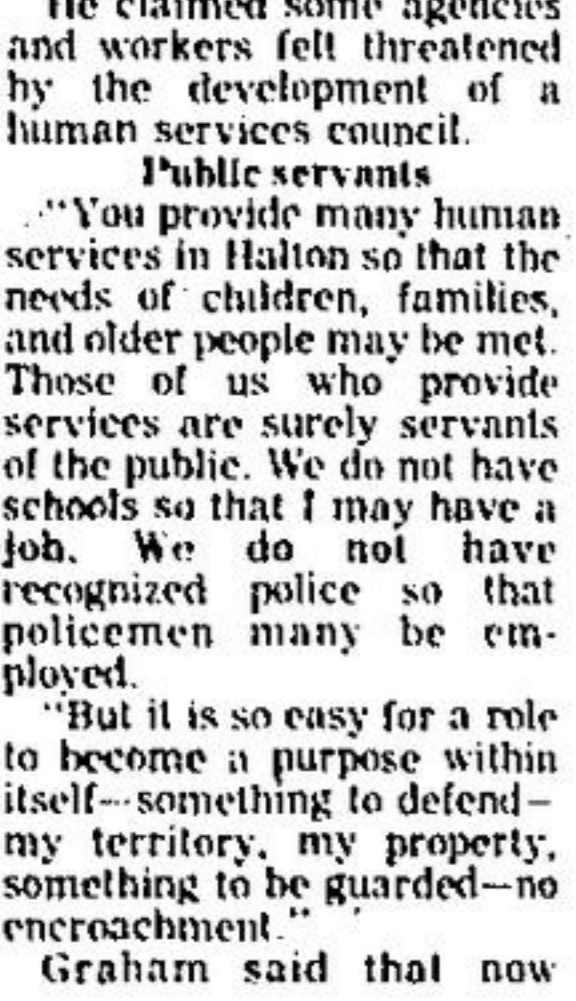 He claimed some agencies
and workers felt threatened
by the development of a
human services council.
Public servants
"You provide many human
services in Halton so that the
needs of children, families,
and older people may be met.
Those of us who provide
services are surely servants
of the public. We do not have
schools so that I may have a
job. We do not have
recognized police so that
policemen many be em-
ployed.
"But it is so easy for a role
to become a purpose within
itself--something to defend—
my territory, my property,
something to be guarded—no
encroachment."
Graham said that now